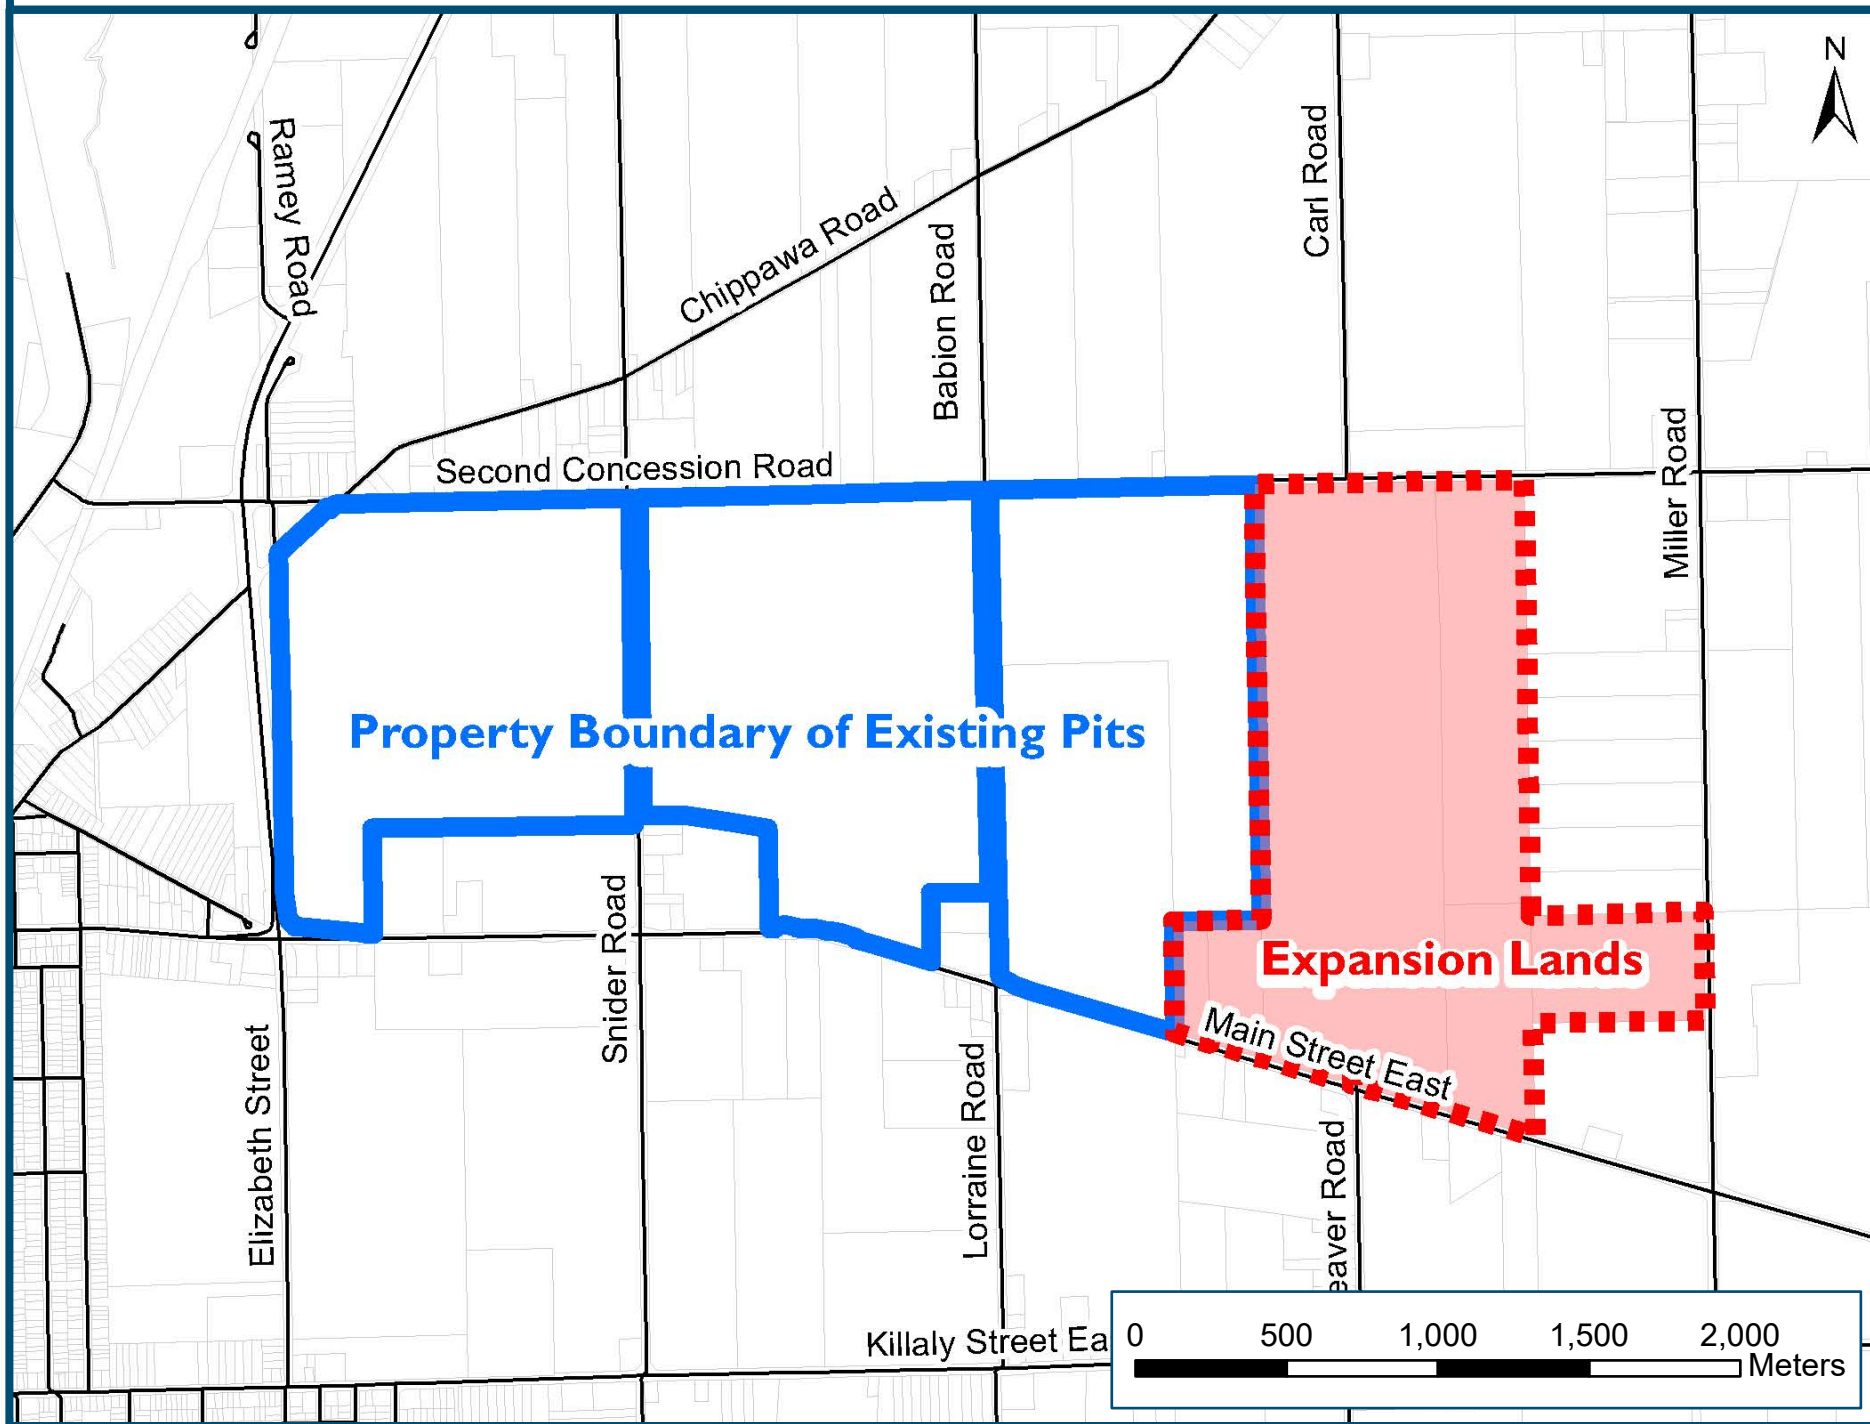 N
Ramey Road
Carl Road
Chippawa Road
Babion Road
Second Concession Road
Miller Road
Property Boundary of Existing Pits
Snider Road
Expansion Lands
Main Street East
Elizabeth Street
Lorraine Road
eaver Road
Killaly Street Ea
0 500 1,000 1,500 2,000
Meters